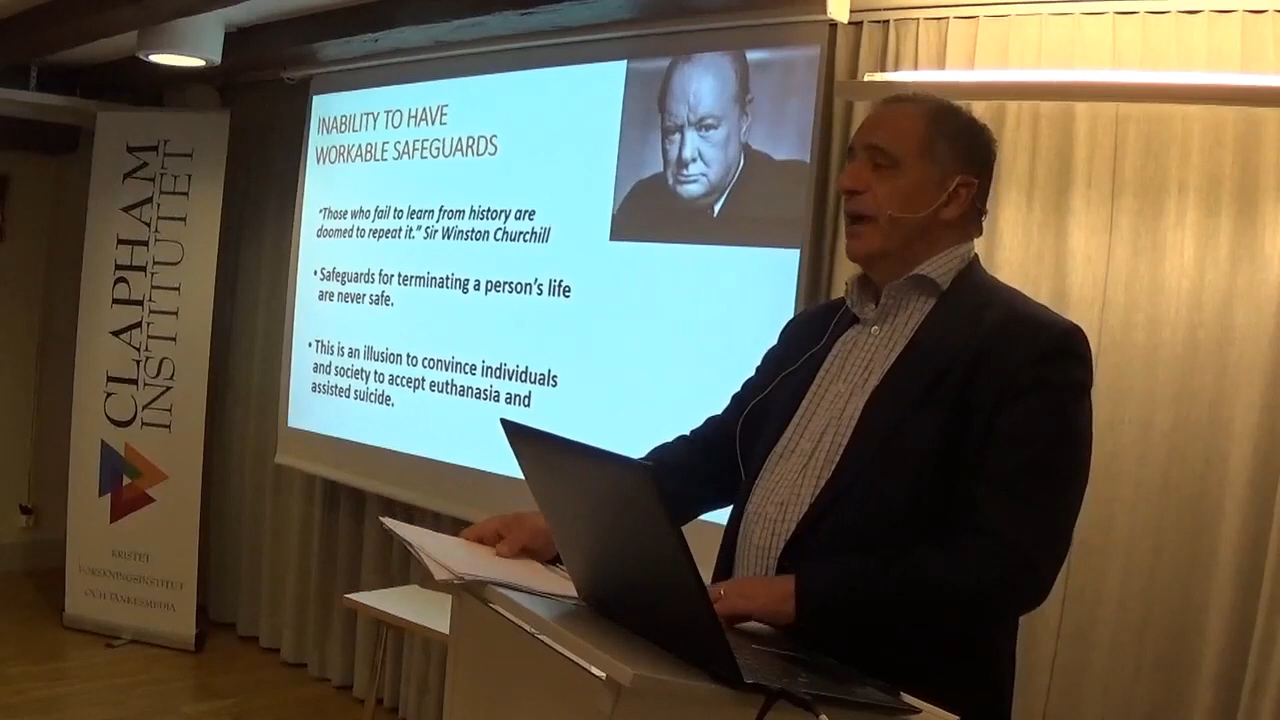 CLAPHAM
INSTITUTET
KRISTET
FORSKNINGSINSTITUT
OCH TANKESMEDJA
INABILITY TO HAVE
WORKABLE SAFEGUARDS
"Those who fail to learn from history are
doomed to repeat it." Sir Winston Churchill
• Safeguards for terminating a person's life
are never safe.
• This is an illusion to convince individuals
and society to accept euthanasia and
assisted suicide.